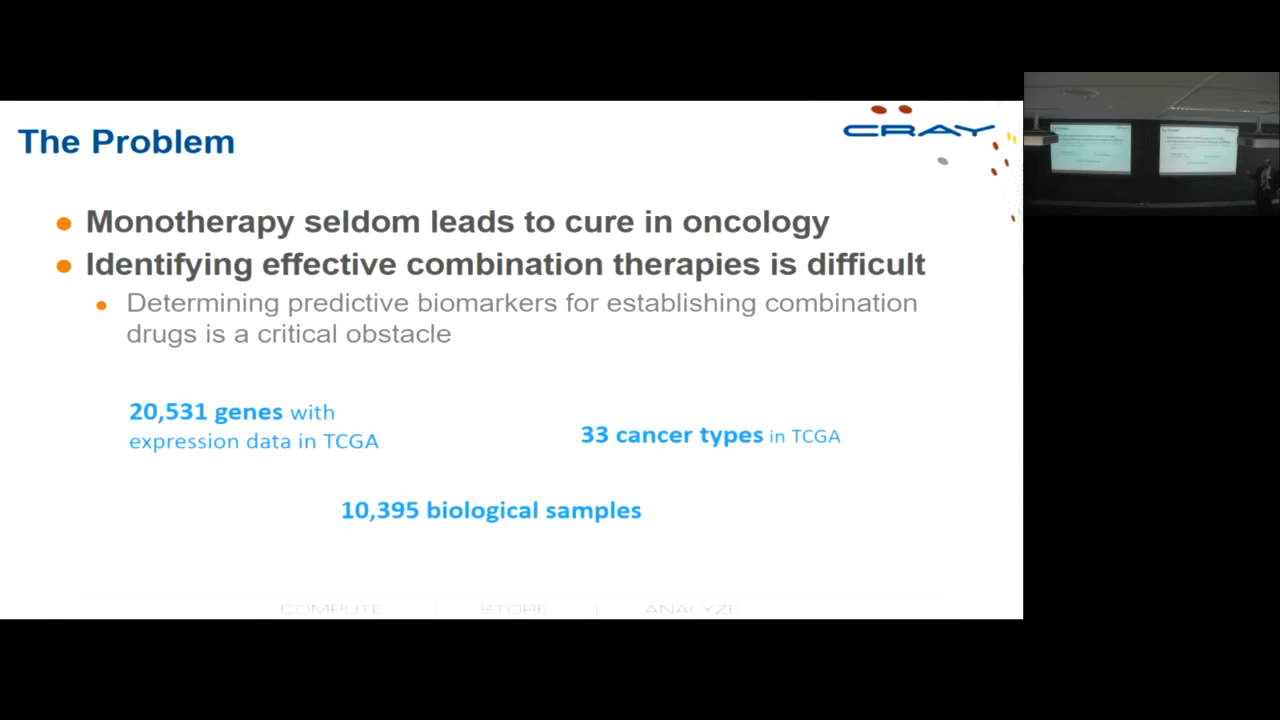 The Problem
CRAY
Monotherapy seldom leads to cure in oncology
Identifying effective combination therapies is difficult
Determining predictive biomarkers for establishing combination
drugs is a critical obstacle
20,531 genes with
expression data in TCGA
33 cancer types in TCGA
10,395 biological samples
COMPUTE | STORE | ANALYZE